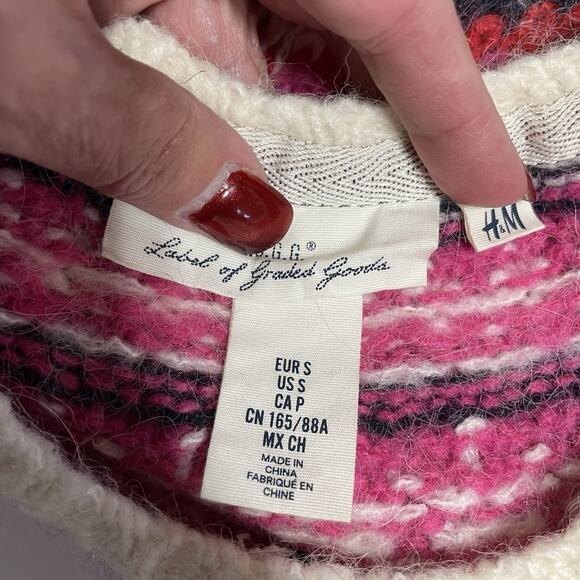 .G.G.®
Label of Graded Goods
H&M
EUR S
US S
CA P
CN 165/88A
MX CH
MADE IN
CHINA
FABRIQUÉ EN
CHINE